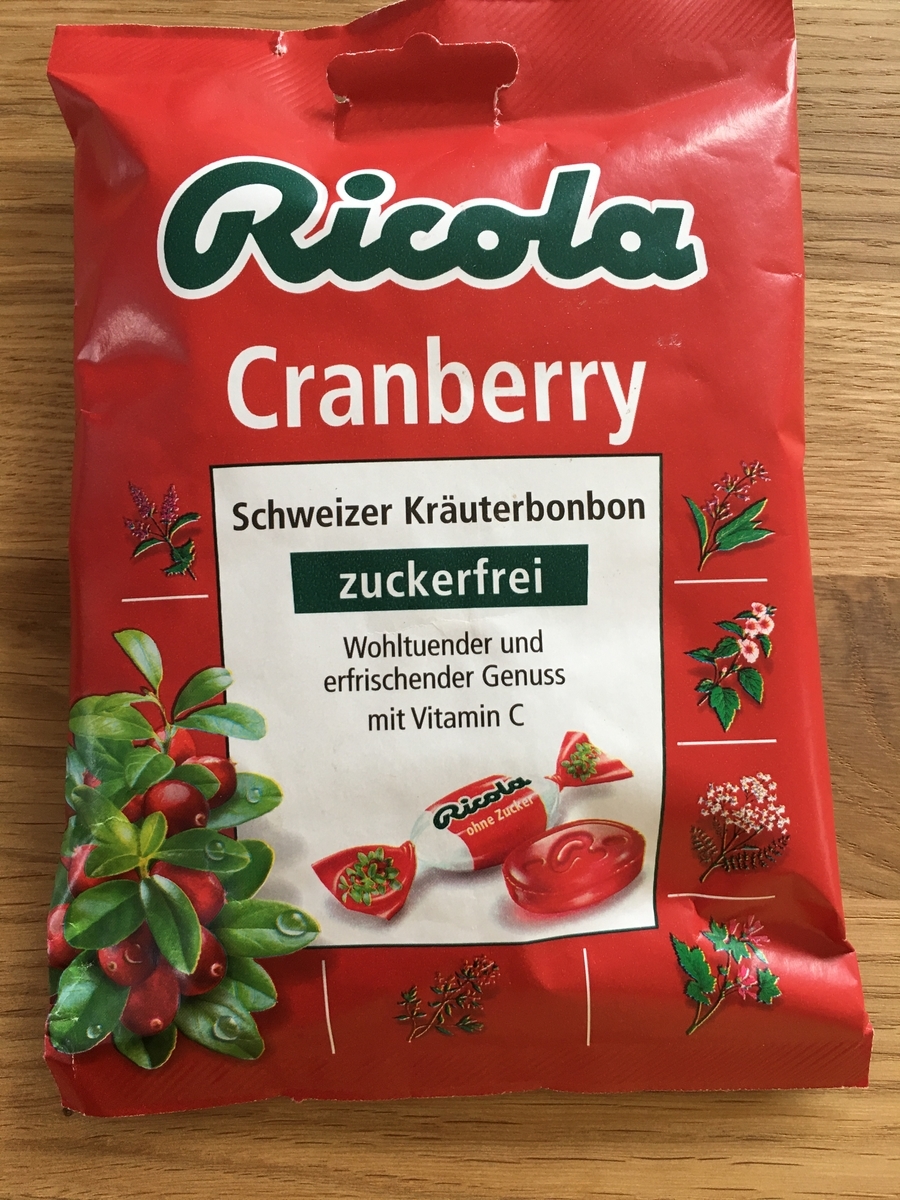 Ricola
Cranberry
Schweizer Kräuterbonbon
zuckerfrei
Wohltuender und
erfrischender Genuss
mit Vitamin C
Ricola
ohne Zucker